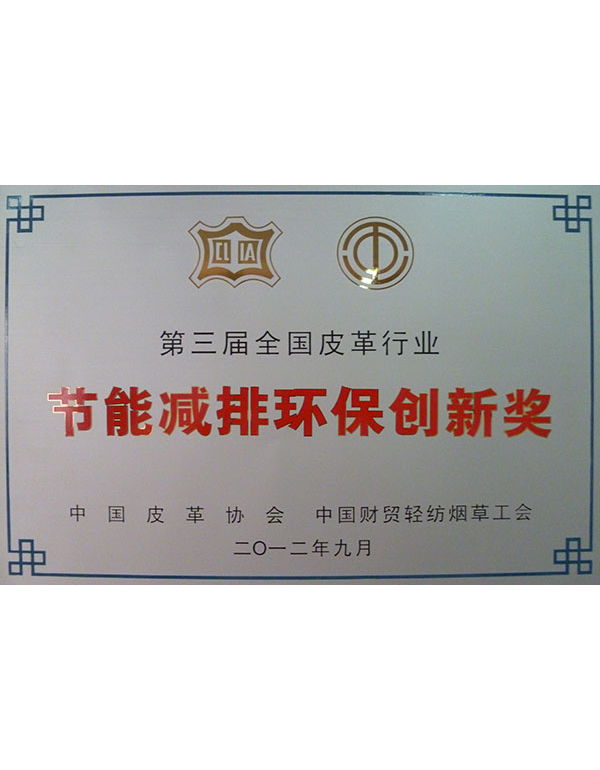 CLIA
第三届全国皮革行业
节能减排环保创新奖
中国皮革协会 中国财贸轻纺烟草工会
二〇一二年九月